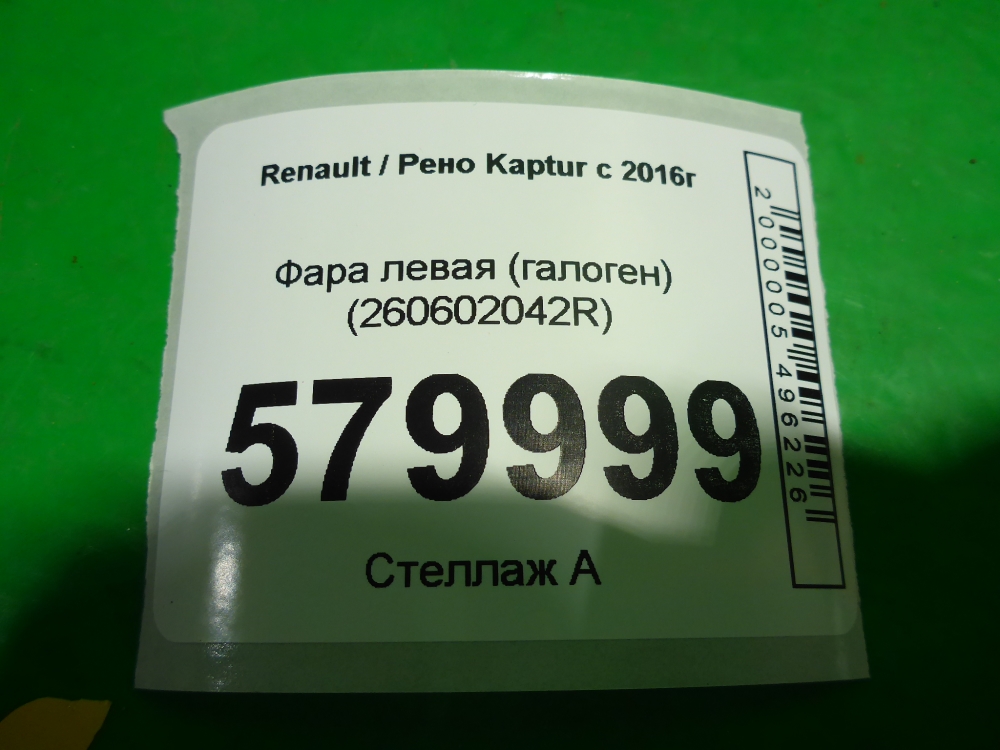 Renault / Рено Kaptur с 2016г
Фара левая (галоген)
(260602042R)
579999
Стеллаж А
2000005496226